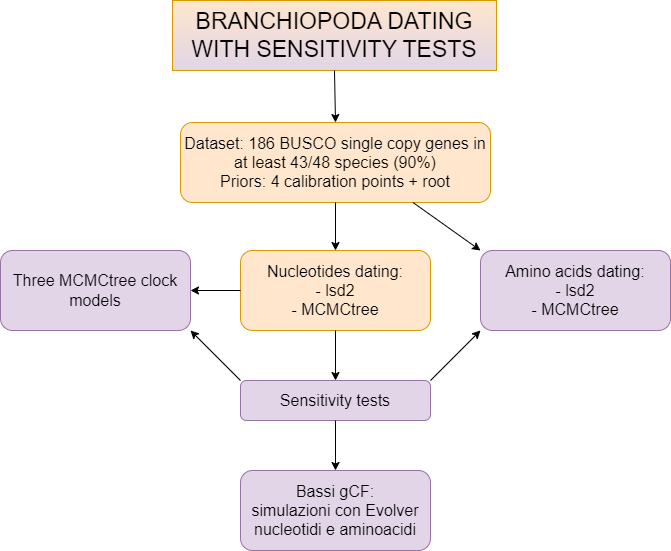 BRANCHIOPODA DATING
WITH SENSITIVITY TESTS
Dataset: 186 BUSCO single copy genes in
at least 43/48 species (90%)
Priors: 4 calibration points + root
Three MCMCtree clock
models
Nucleotides dating:
- lsd2
- MCMCtree
Amino acids dating:
- lsd2
- MCMCtree
Sensitivity tests
Bassi gCF:
simulazioni con Evolver
nucleotidi e aminoacidi